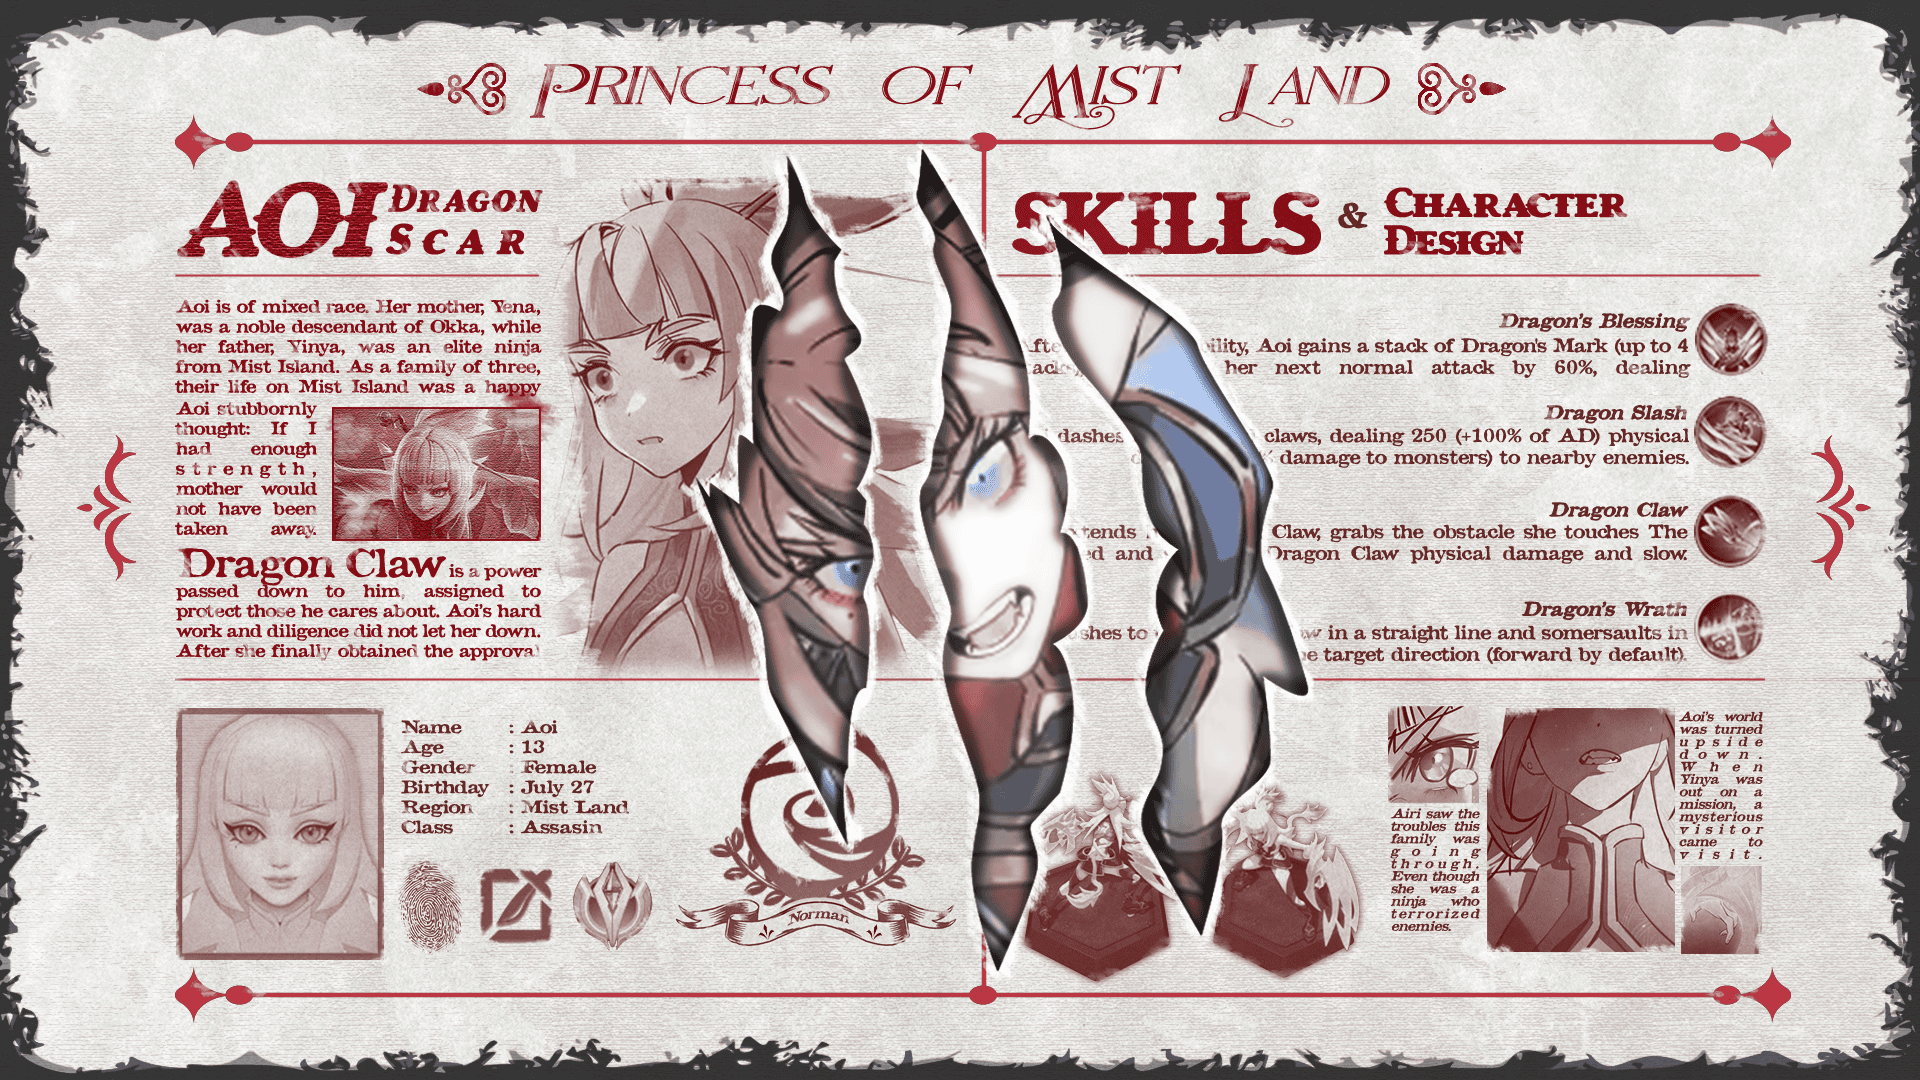 PRINCESS OF MIST LAND
AOI DRAGON
SCAR
Aoi is of mixed race. Her mother, Yena,
was a noble descendant of Okka, while
her father, Yinya, was an elite ninja
from Mist Island. As a family of three,
their life on Mist Island was a happy
Aoi stubbornly
thought: If I
had enough
strength,
mother would
not have been
taken away.
Dragon Claw is a power
passed down to him, assigned to
protect those he cares about. Aoi's hard
work and diligence did not let her down.
After she finally obtained the approval
SKILLS & CHARACTER
DESIGN
Dragon's Blessing
Aoi gains a stack of Dragon's Mark (up to 4
her next normal attack by 60%, dealing
Dragon Slash
dashes claws, dealing 250 (+100% of AD) physical
damage to monsters) to nearby enemies.
Dragon Claw
Claw, grabs the obstacle she touches The
and Dragon Claw physical damage and slow.
Dragon's Wrath
to in a straight line and somersaults in
target direction (forward by default).
Name : Aoi
Age : 13
Gender : Female
Birthday : July 27
Region : Mist Land
Class : Assasin
Norman
Airi saw the
troubles this
family was
going
through.
Even though
she was a
ninja who
terrorized
enemies.
Aoi's world
was turned
upside
down.
When
Yinya was
out on a
mission, a
mysterious
visitor
came to
visit.